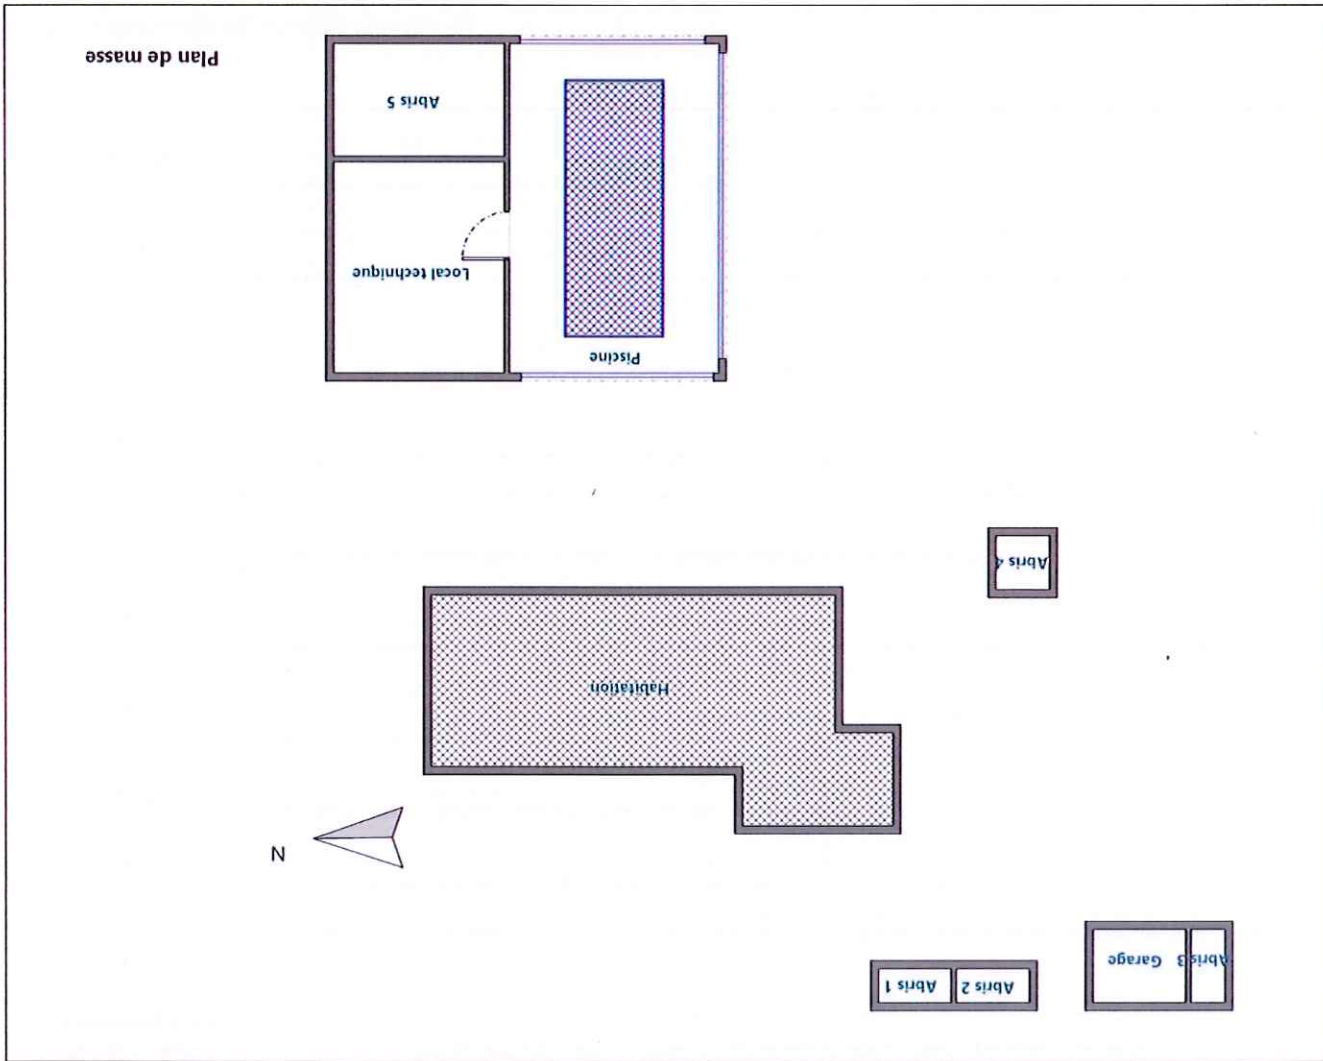 Garage
Abris 3
Abris 2
Abris 1
N
Habitation
Abris 4
Piscine
Local technique
Abris 5
Plan de masse